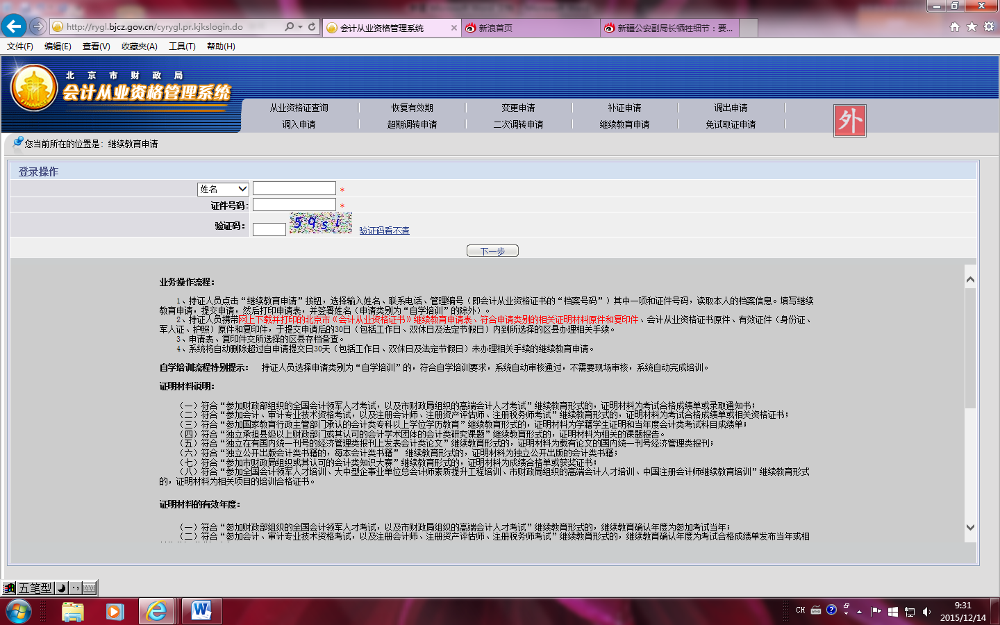 http://rygl.bjcz.gov.cn/cyrygl.pr.kjkslogin.do
会计从业资格管理系统
新浪首页
新疆公安副局长牺牲细节：要...
文件(F) 编辑(E) 查看(V) 收藏夹(A) 工具(T) 帮助(H)
北京市财政局
会计从业资格管理系统
从业资格证查询 恢复有效期 变更申请 补证申请 调出申请
调入申请 超期调转申请 二次调转申请 继续教育申请 免试取证申请
外
您当前所在的位置是：继续教育申请
登录操作
姓名 *
证件号码: *
验证码： 5qsi 验证码看不清
下一步
业务操作流程：
1、持证人员点击“继续教育申请”按钮，选择输入姓名、联系电话、管理编号（即会计从业资格证书的“档案号码”）其中一项和证件号码，读取本人的档案信息。填写继续
教育申请，提交申请，然后打印申请表，并签署姓名（申请类别为“自学培训”的除外）。
2、持证人员携带网上下载并打印的北京市《会计从业资格证书》继续教育申请表、符合申请类别的相关证明材料原件和复印件、会计从业资格证书原件、有效证件（身份证、
军人证、护照）原件和复印件，于提交申请后的30日（包括工作日、双休日及法定节假日）内到所选择的区县办理相关手续。
3、申请表、复印件交所选择的区县存档备查。
4、系统将自动删除超过自申请提交日30天（包括工作日、双休日及法定节假日）未办理相关手续的继续教育申请。
自学培训流程特别提示： 持证人员选择申请类别为“自学培训”的，符合自学培训要求，系统自动审核通过，不需要现场审核，系统自动完成培训。
证明材料说明：
（一）符合“参加财政部组织的全国会计领军人才考试，以及市财政局组织的高端会计人才考试”继续教育形式的，证明材料为考试合格成绩单或录取通知书；
（二）符合“参加会计、审计专业技术资格考试，以及注册会计师、注册资产评估师、注册税务师考试”继续教育形式的，证明材料为考试合格成绩单或相关资格证书；
（三）符合“参加国家教育行政主管部门承认的会计类专科以上学位学历教育”继续教育形式的，证明材料为学籍学生证明和当年度会计类考试科目成绩单；
（四）符合“独立承担县级以上财政部门或其认可的会计学术团体的会计类研究课题”继续教育形式的，证明材料为相关的课题报告。
（五）符合“独立在有国内统一刊号的经济管理类报刊上发表会计类论文”继续教育形式的，证明材料为载有论文的国内统一刊号经济管理类报刊；
（六）符合“独立公开出版会计类书籍的，每本会计类书籍” 继续教育形式的，证明材料为独立公开出版的会计类书籍；
（七）符合“参加市财政局组织或其认可的会计类知识大赛”继续教育形式的，证明材料为成绩合格单或获奖证书；
（八）符合“参加全国会计领军人才培训、大中型企事业单位总会计师素质提升工程培训、市财政局组织的高端会计人才培训、中国注册会计师继续教育培训”继续教育形式
的，证明材料为相关项目的培训合格证书。
证明材料的有效年度：
（一）符合“参加财政部组织的全国会计领军人才考试，以及市财政局组织的高端会计人才考试”继续教育形式的，继续教育确认年度为参加考试当年；
（二）符合“参加会计、审计专业技术资格考试，以及注册会计师、注册资产评估师、注册税务师考试”继续教育形式的，继续教育确认年度为考试合格成绩单发布当年或相
五笔型
CH
9:31
2015/12/14